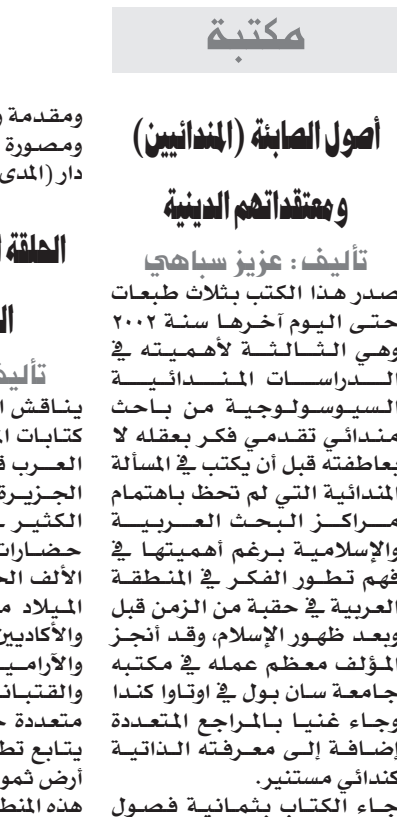 مكتبة
أصول الصابئة (المندائيين)
ومعتقداتهم الدينية
تأليف : عزيز سباهي
صدر هذا الكتب بثلاث طبعات
حتى اليوم آخرها سنة ٢٠٠٢
وهي الثالثة لأهميته في
الدراسات المندائية
السيوسولوجية من باحث
مندائي تقدمي فكر بعقله لا
بعاطفته قبل أن يكتب في المسألة
المندائية التي لم تحظ باهتمام
مراكز البحث العربية
والإسلامية برغم أهميتها في
فهم تطور الفكر في المنطقة
العربية في حقبة من الزمن قبل
وبعد ظهور الإسلام، وقد أنجز
المؤلف معظم عمله في مكتبه
جامعة سان بول في اوتاوا كندا
وجاء غنيا بالمراجع المتعددة
إضافة إلى معرفته الذاتية
كندائي مستنير.
جاء الكتاب بثمانية فصول
ومقدمة
ومصورة
دار (المدى
الحلقة
تأليف
يناقش
كتابات
العرب
الجزيرة
الكثير
حضارات
الألف
الميلاد
والأكاديين
والآرامي
والقتبان
متعددة
يتابع
أرض ثمو
هذه المنط